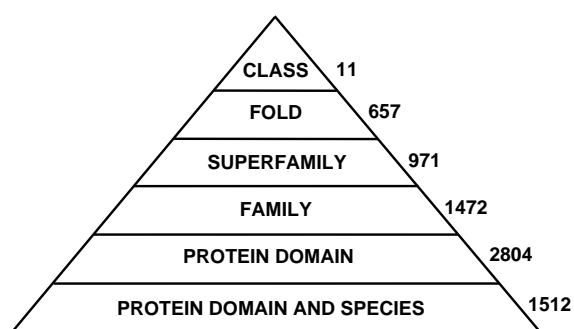 CLASS 11
FOLD 657
SUPERFAMILY 971
FAMILY 1472
PROTEIN DOMAIN 2804
PROTEIN DOMAIN AND SPECIES 1512